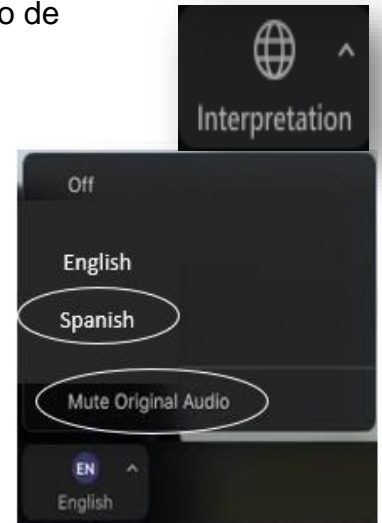 o de
Interpretation
Off
English
Spanish
Mute Original Audio
EN
English